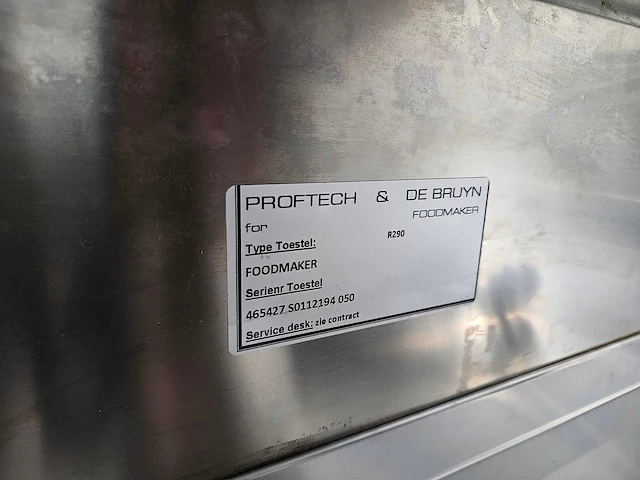 PROFTECH & DE BRUYN
for FOODMAKER
Type Toestel: R290
FOODMAKER
Serienr Toestel
465427 S0112194 050
Service desk: zie contract